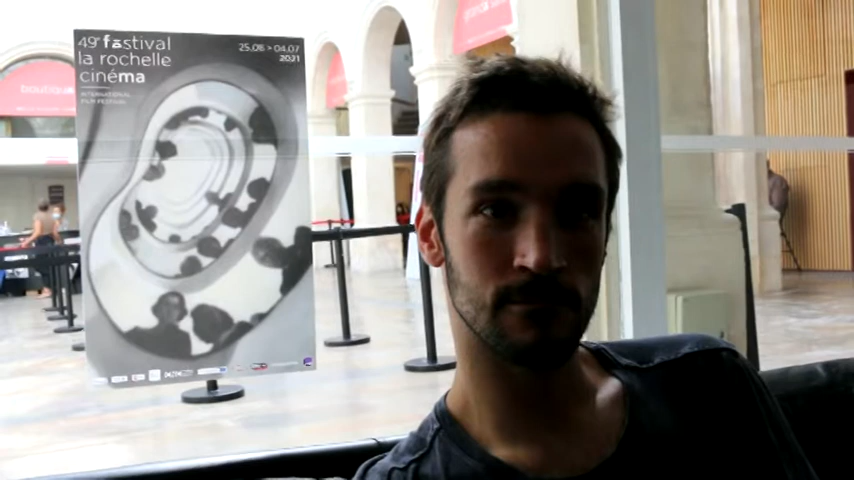 49e festival
la rochelle
cinéma
INTERNATIONAL
FILM FESTIVAL
25.06 > 04.07
2021
boutique